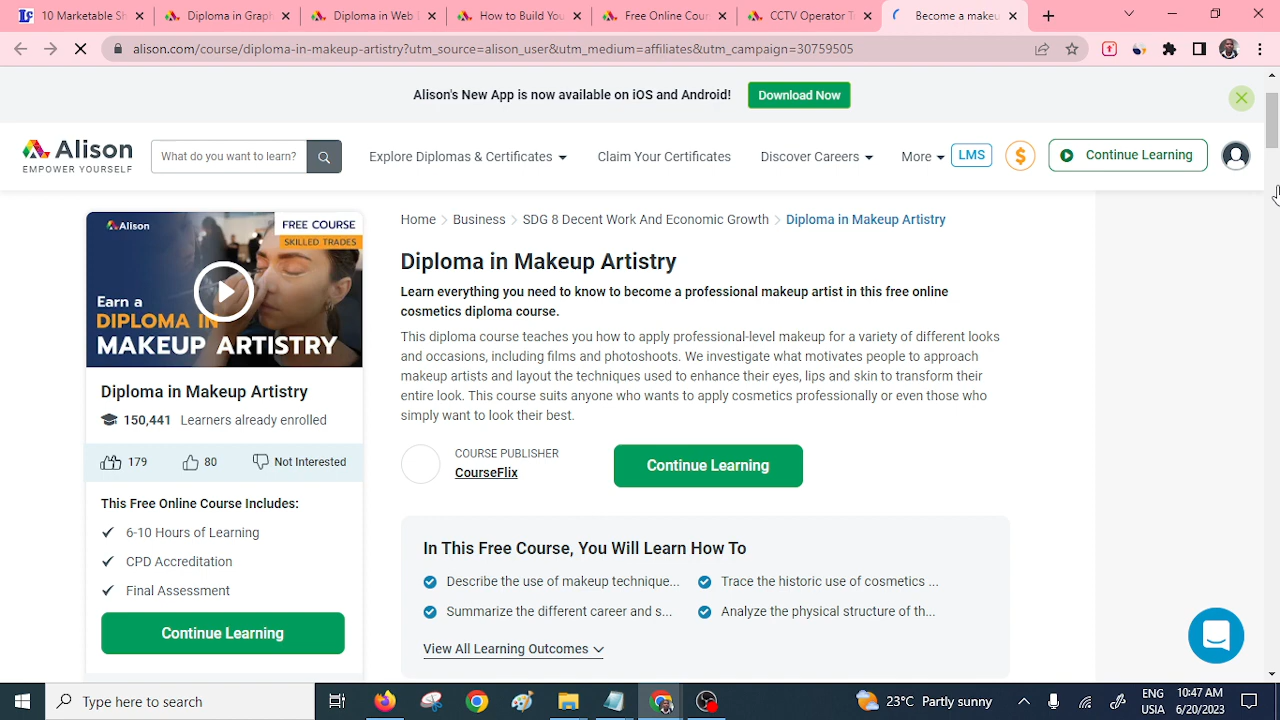 10 Marketable Sh
Diploma in Grap
Diploma in Web
How to Build You
Free Online Cour
CCTV Operator T
Become a makeu
alison.com/course/diploma-in-makeup-artistry?utm_source=alison_user&utm_medium=affiliates&utm_campaign=30759505
Alison's New App is now available on iOS and Android!
Download Now
Alison
EMPOWER YOURSELF
What do you want to learn?
Explore Diplomas & Certificates
Claim Your Certificates
Discover Careers
More
LMS
$
Continue Learning
Alison
FREE COURSE
SKILLED TRADES
Earn a
DIPLOMA IN
MAKEUP ARTISTRY
Diploma in Makeup Artistry
150,441 Learners already enrolled
179
80
Not Interested
This Free Online Course Includes:
6-10 Hours of Learning
CPD Accreditation
Final Assessment
Continue Learning
Home > Business > SDG 8 Decent Work And Economic Growth > Diploma in Makeup Artistry
Diploma in Makeup Artistry
Learn everything you need to know to become a professional makeup artist in this free online
cosmetics diploma course.
This diploma course teaches you how to apply professional-level makeup for a variety of different looks
and occasions, including films and photoshoots. We investigate what motivates people to approach
makeup artists and layout the techniques used to enhance their eyes, lips and skin to transform their
entire look. This course suits anyone who wants to apply cosmetics professionally or even those who
simply want to look their best.
COURSE PUBLISHER
CourseFlix
Continue Learning
In This Free Course, You Will Learn How To
Describe the use of makeup technique...
Trace the historic use of cosmetics ...
Summarize the different career and s...
Analyze the physical structure of th...
View All Learning Outcomes
Type here to search
23°C Partly sunny
ENG
USIA
10:47 AM
6/20/2023